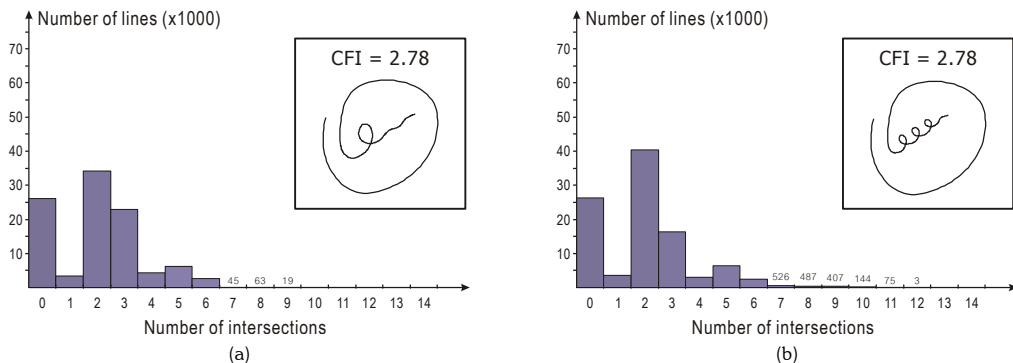 Number of lines (x1000)
70
60
50
40
30
20
10
CFI = 2.78
45 63 19
0 1 2 3 4 5 6 7 8 9 10 11 12 13 14
Number of intersections
(a)
Number of lines (x1000)
70
60
50
40
30
20
10
CFI = 2.78
526 487 407 144 75 3
0 1 2 3 4 5 6 7 8 9 10 11 12 13 14
Number of intersections
(b)